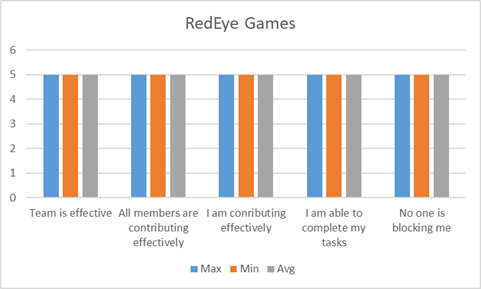 RedEye Games
6
5
4
3
2
1
0
Team is effective
All members are
contributing
effectively
I am conributing
effectively
I am able to
complete my
tasks
No one is
blocking me
Max Min Avg